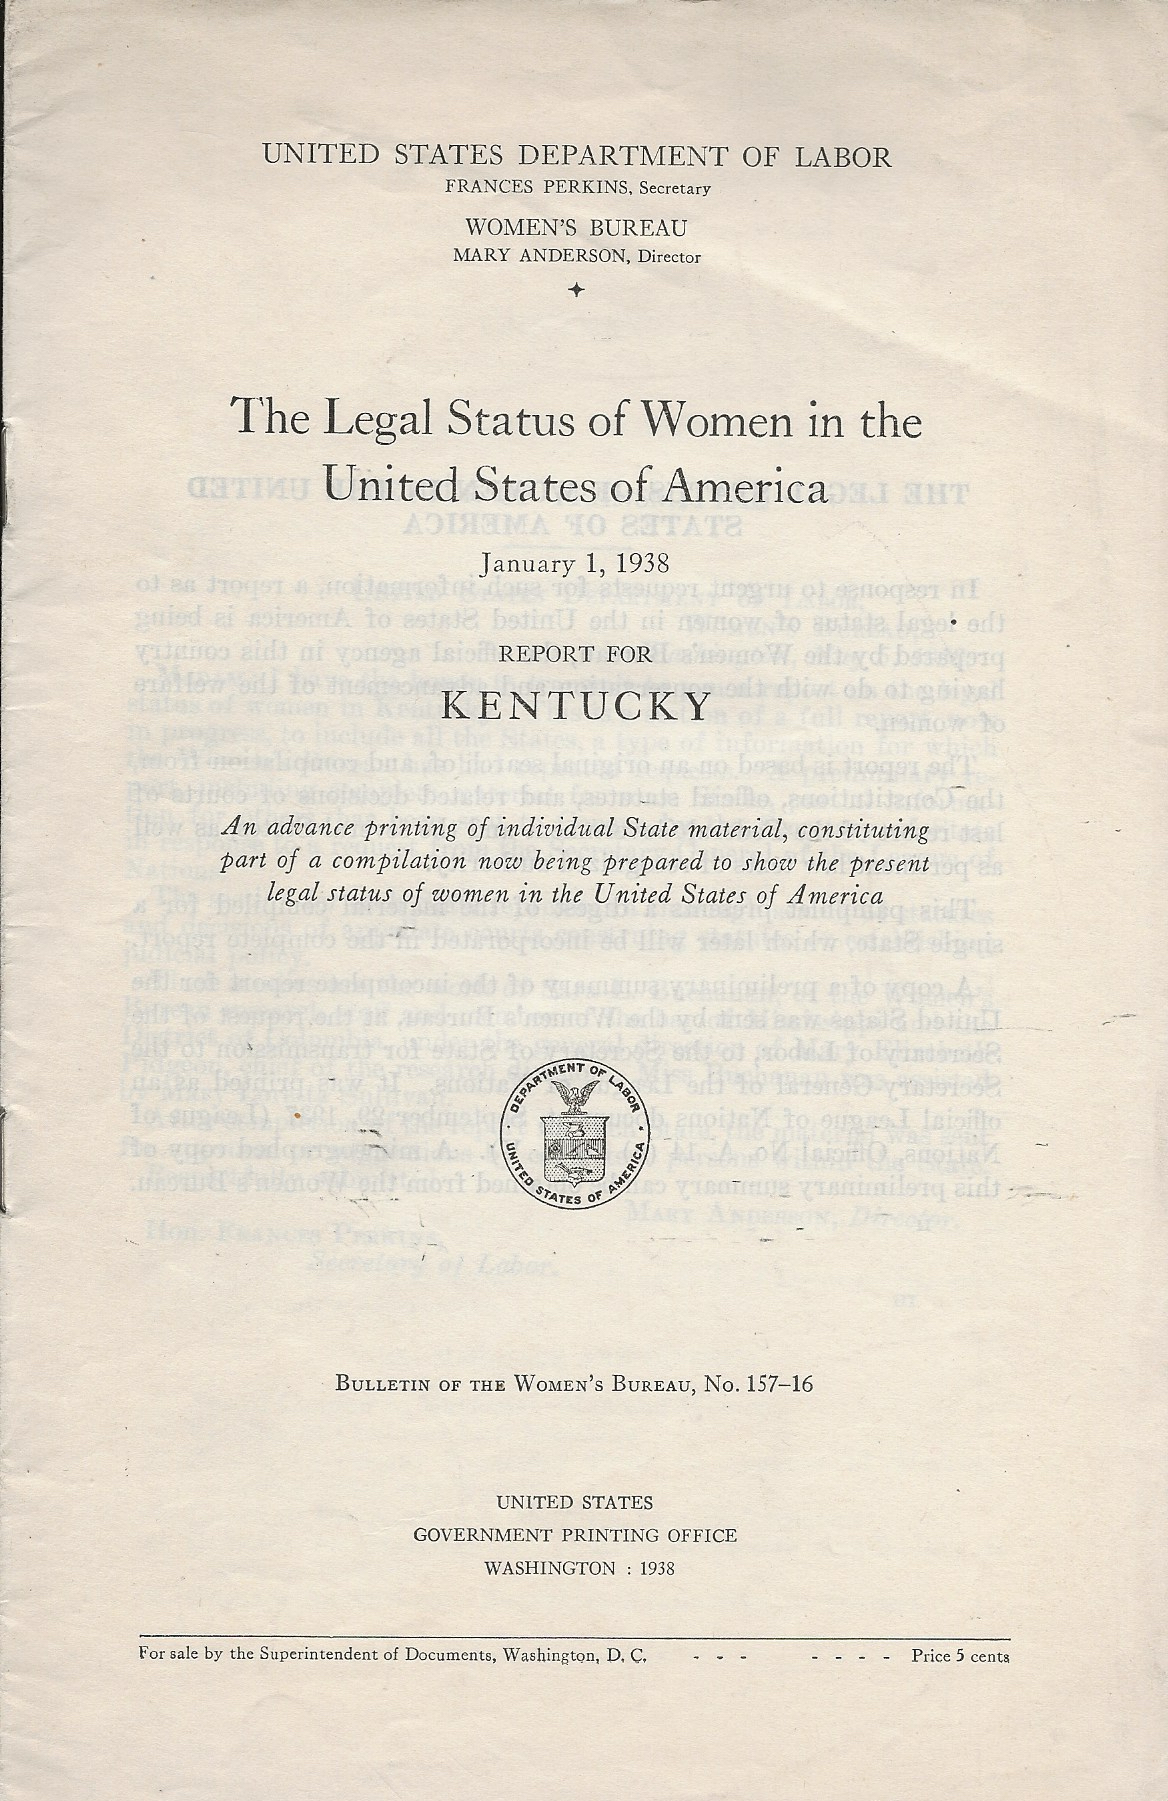 UNITED STATES DEPARTMENT OF LABOR
FRANCES PERKINS, Secretary
WOMEN'S BUREAU
MARY ANDERSON, Director
The Legal Status of Women in the
United States of America
January 1, 1938
REPORT FOR
KENTUCKY
An advance printing of individual State material, constituting
part of a compilation now being prepared to show the present
legal status of women in the United States of America
DEPARTMENT OF LABOR
UNITED STATES OF AMERICA
BULLETIN OF THE WOMEN'S BUREAU, No. 157–16
UNITED STATES
GOVERNMENT PRINTING OFFICE
WASHINGTON : 1938
For sale by the Superintendent of Documents, Washington, D. C. - - - - - - - Price 5 cents